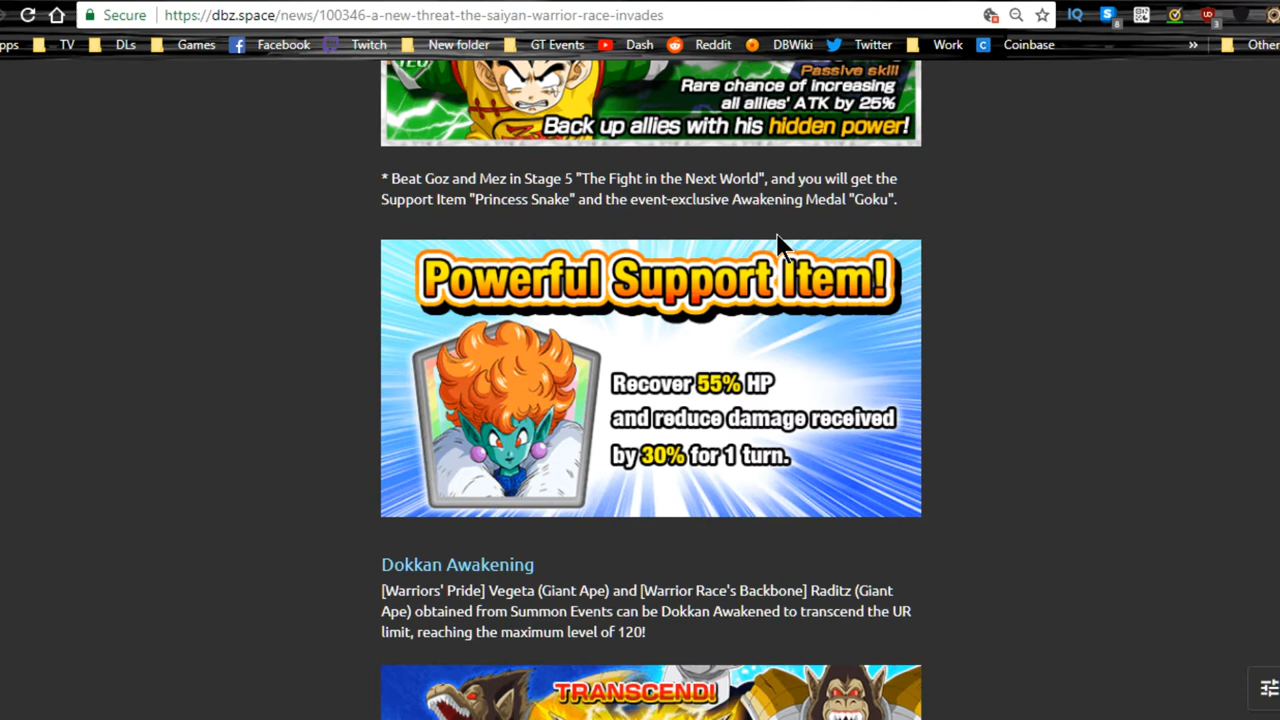 Secure https://dbz.space/news/100346-a-new-threat-the-saiyan-warrior-race-invades
pps TV DLs Games Facebook Twitch New folder GT Events Dash Reddit DBWiki Twitter Work Coinbase » Other
Passive skill
Rare chance of increasing
all allies' ATK by 25%
Back up allies with his hidden power!
* Beat Goz and Mez in Stage 5 "The Fight in the Next World", and you will get the
Support Item "Princess Snake" and the event-exclusive Awakening Medal "Goku".
Powerful Support Item!
Recover 55% HP
and reduce damage received
by 30% for 1 turn.
Dokkan Awakening
[Warriors' Pride] Vegeta (Giant Ape) and [Warrior Race's Backbone] Raditz (Giant
Ape) obtained from Summon Events can be Dokkan Awakened to transcend the UR
limit, reaching the maximum level of 120!
TRANSCEND!